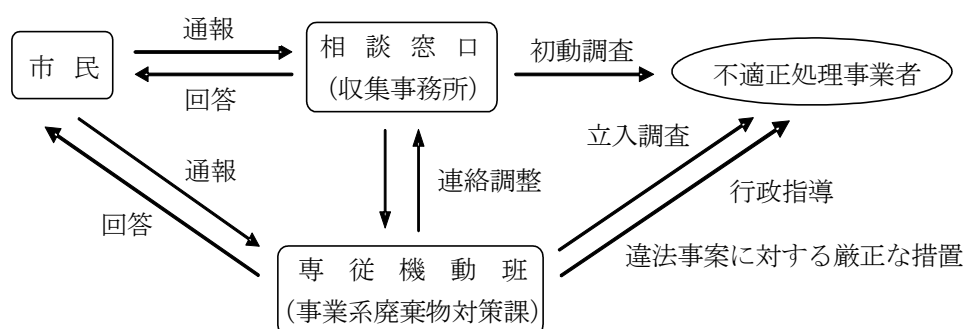 通報
市 民
相 談 窓 口
(収集事務所)
初動調査
不適正処理事業者
回答
立入調査
通報
連絡調整
行政指導
回答
違法事案に対する厳正な措置
専 従 機 動 班
(事業系廃棄物対策課)